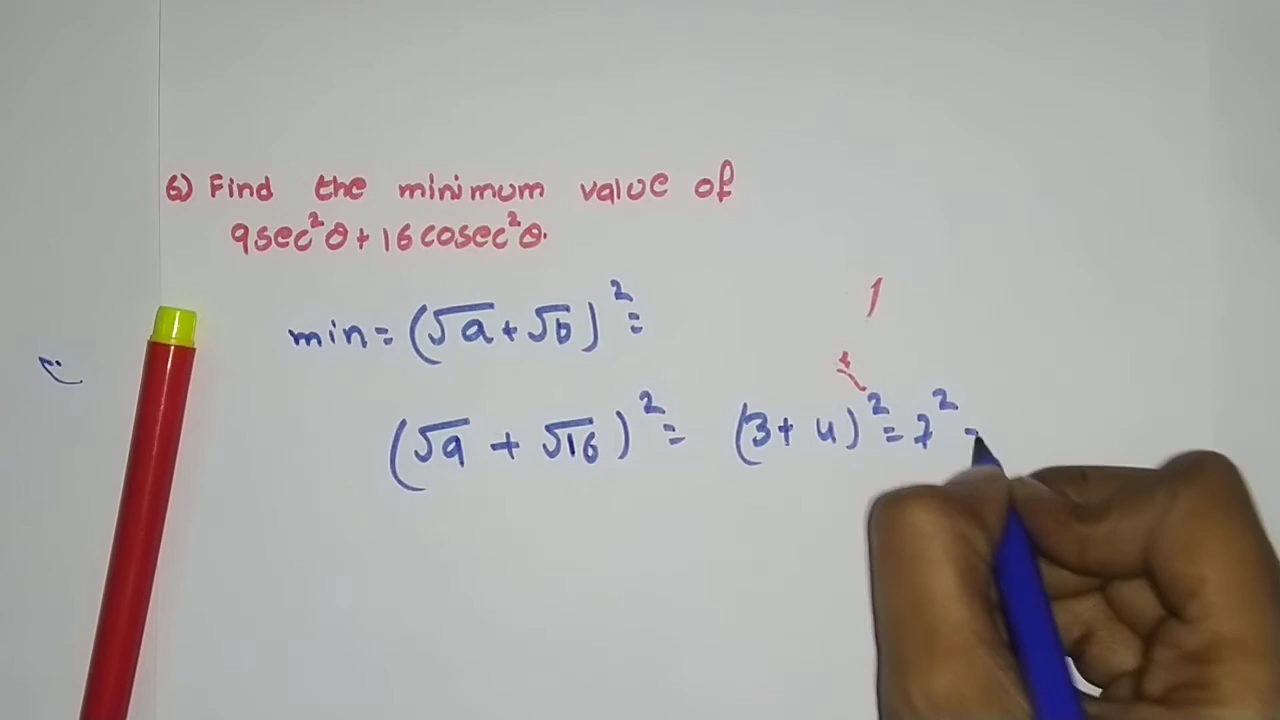 6) Find the minimum value of
9sec²θ+16cosec²θ.
min=(√a+√b)²=
(√9 + √16)²= (3+4)²=7²=